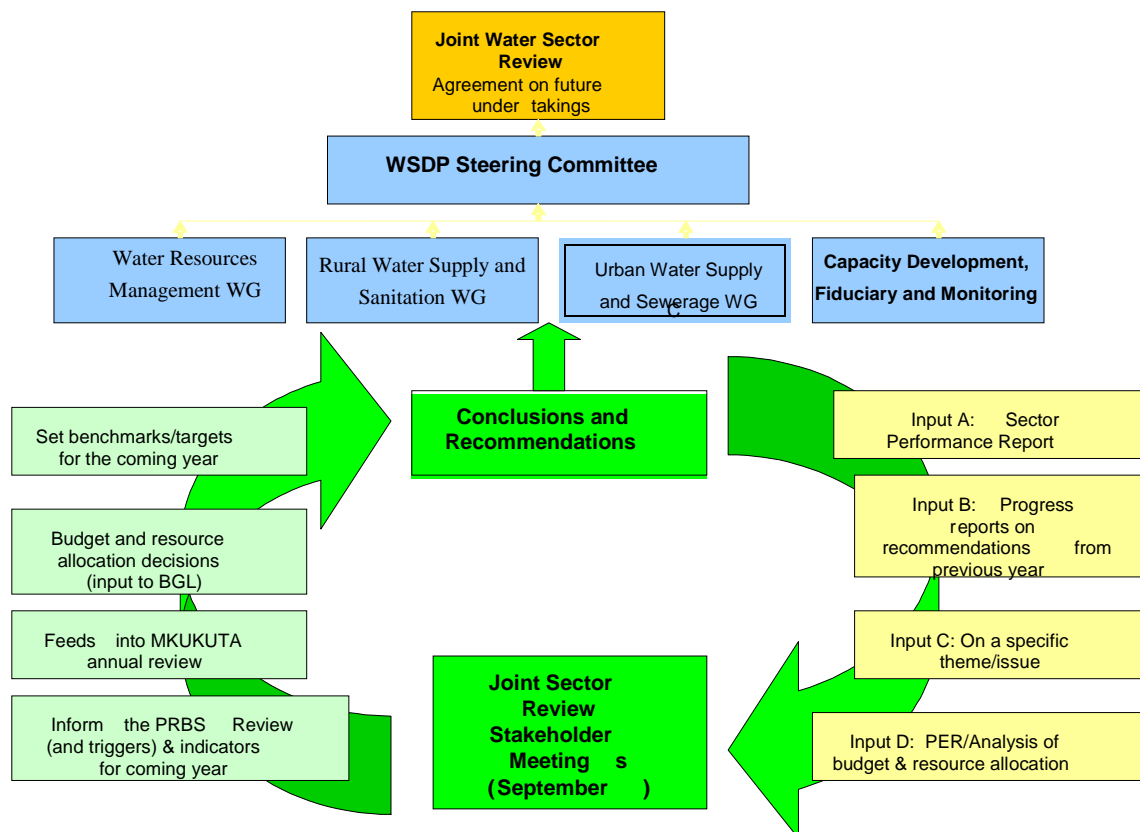 Joint Water Sector
Review
Agreement on future
under takings
WSDP Steering Committee
Water Resources
Management WG
Rural Water Supply and
Sanitation WG
Urban Water Supply
and Sewerage WG
C
Capacity Development,
Fiduciary and Monitoring
Conclusions and
Recommendations
Set benchmarks/targets
for the coming year
Budget and resource
allocation decisions
(input to BGL)
Feeds into MKUKUTA
annual review
Inform the PRBS Review
(and triggers) & indicators
for coming year
Input A: Sector
Performance Report
Input B: Progress
reports on
recommendations from
previous year
Input C: On a specific
theme/issue
Input D: PER/Analysis of
budget & resource allocation
Joint Sector
Review
Stakeholder
Meeting s
(September )